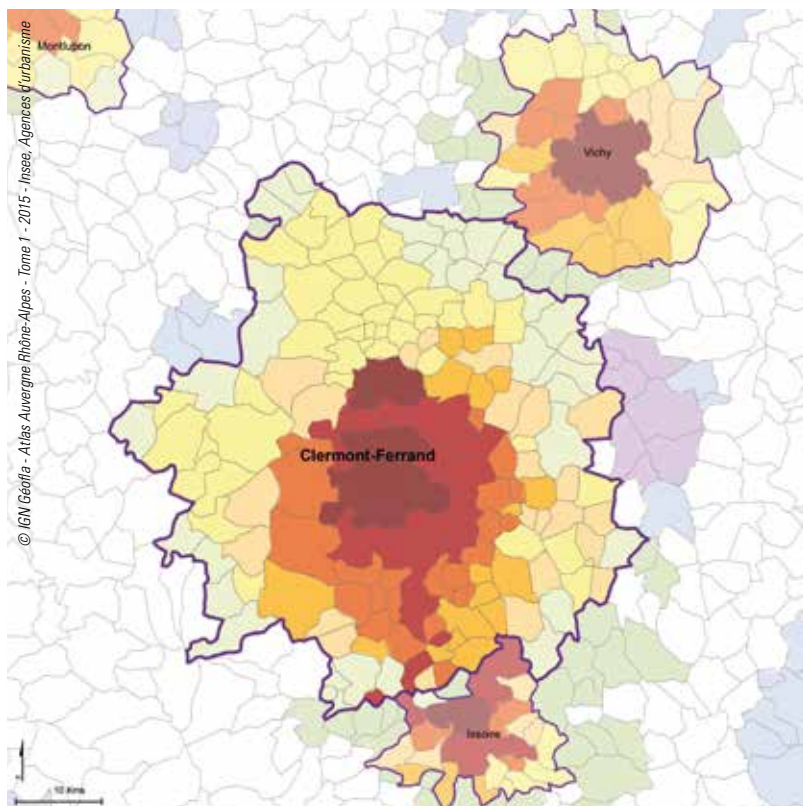 Montluçon
Vichy
Clermont-Ferrand
Issoire
10 Kms
© IGN Géofla - Atlas Auvergne Rhône-Alpes - Tome 1 - 2015 - Insee, Agences d'urbanisme